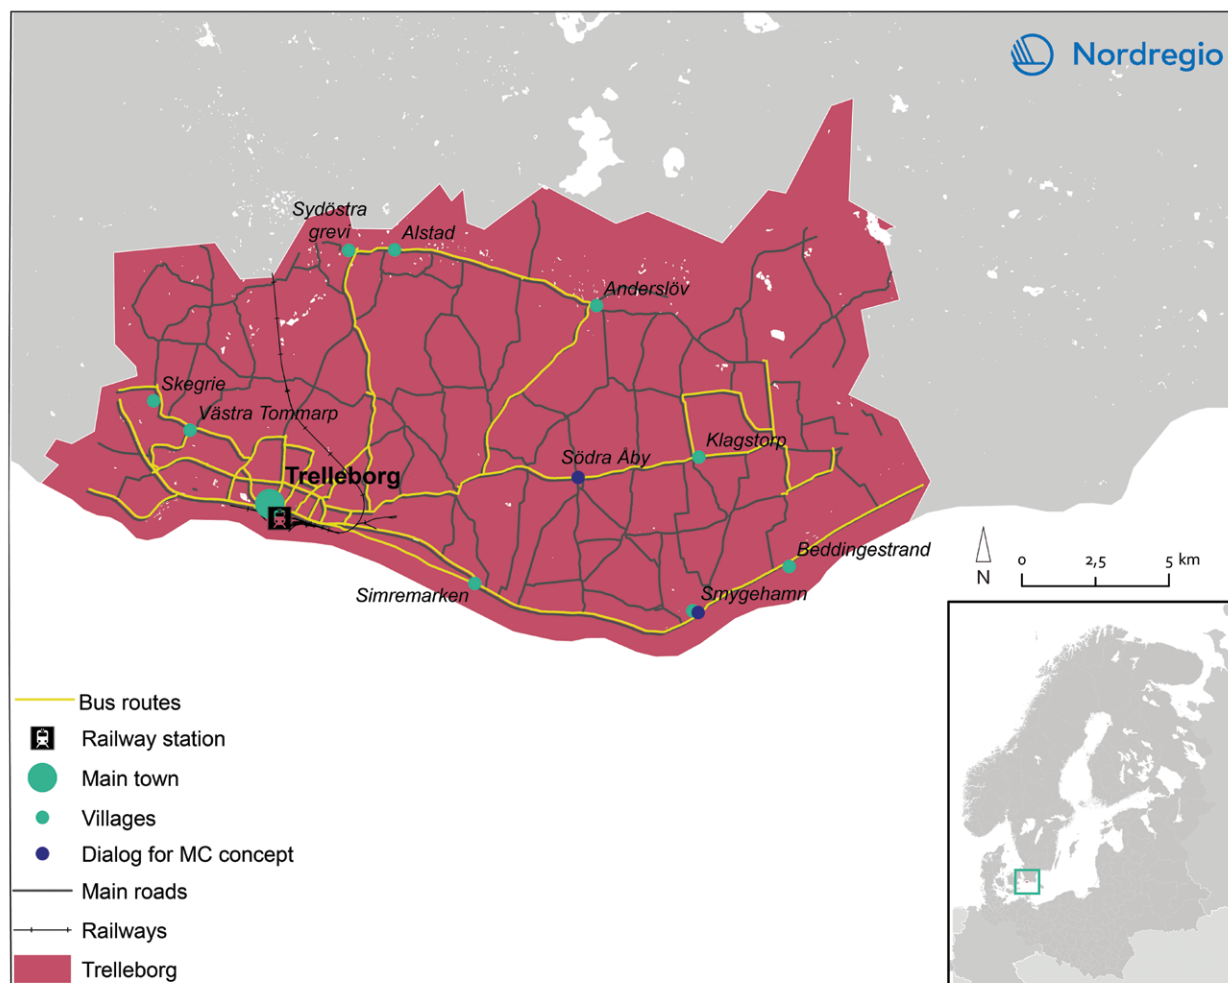 Nordregio
Sydöstra
grevi
Alstad
Anderslöv
Skegrie
Västra Tommarp
Klagstorp
Södra Åby
Trelleborg
Beddingestrand
Simremarken
Smygehamn
N
0 2,5 5 km
Bus routes
Railway station
Main town
Villages
Dialog for MC concept
Main roads
Railways
Trelleborg